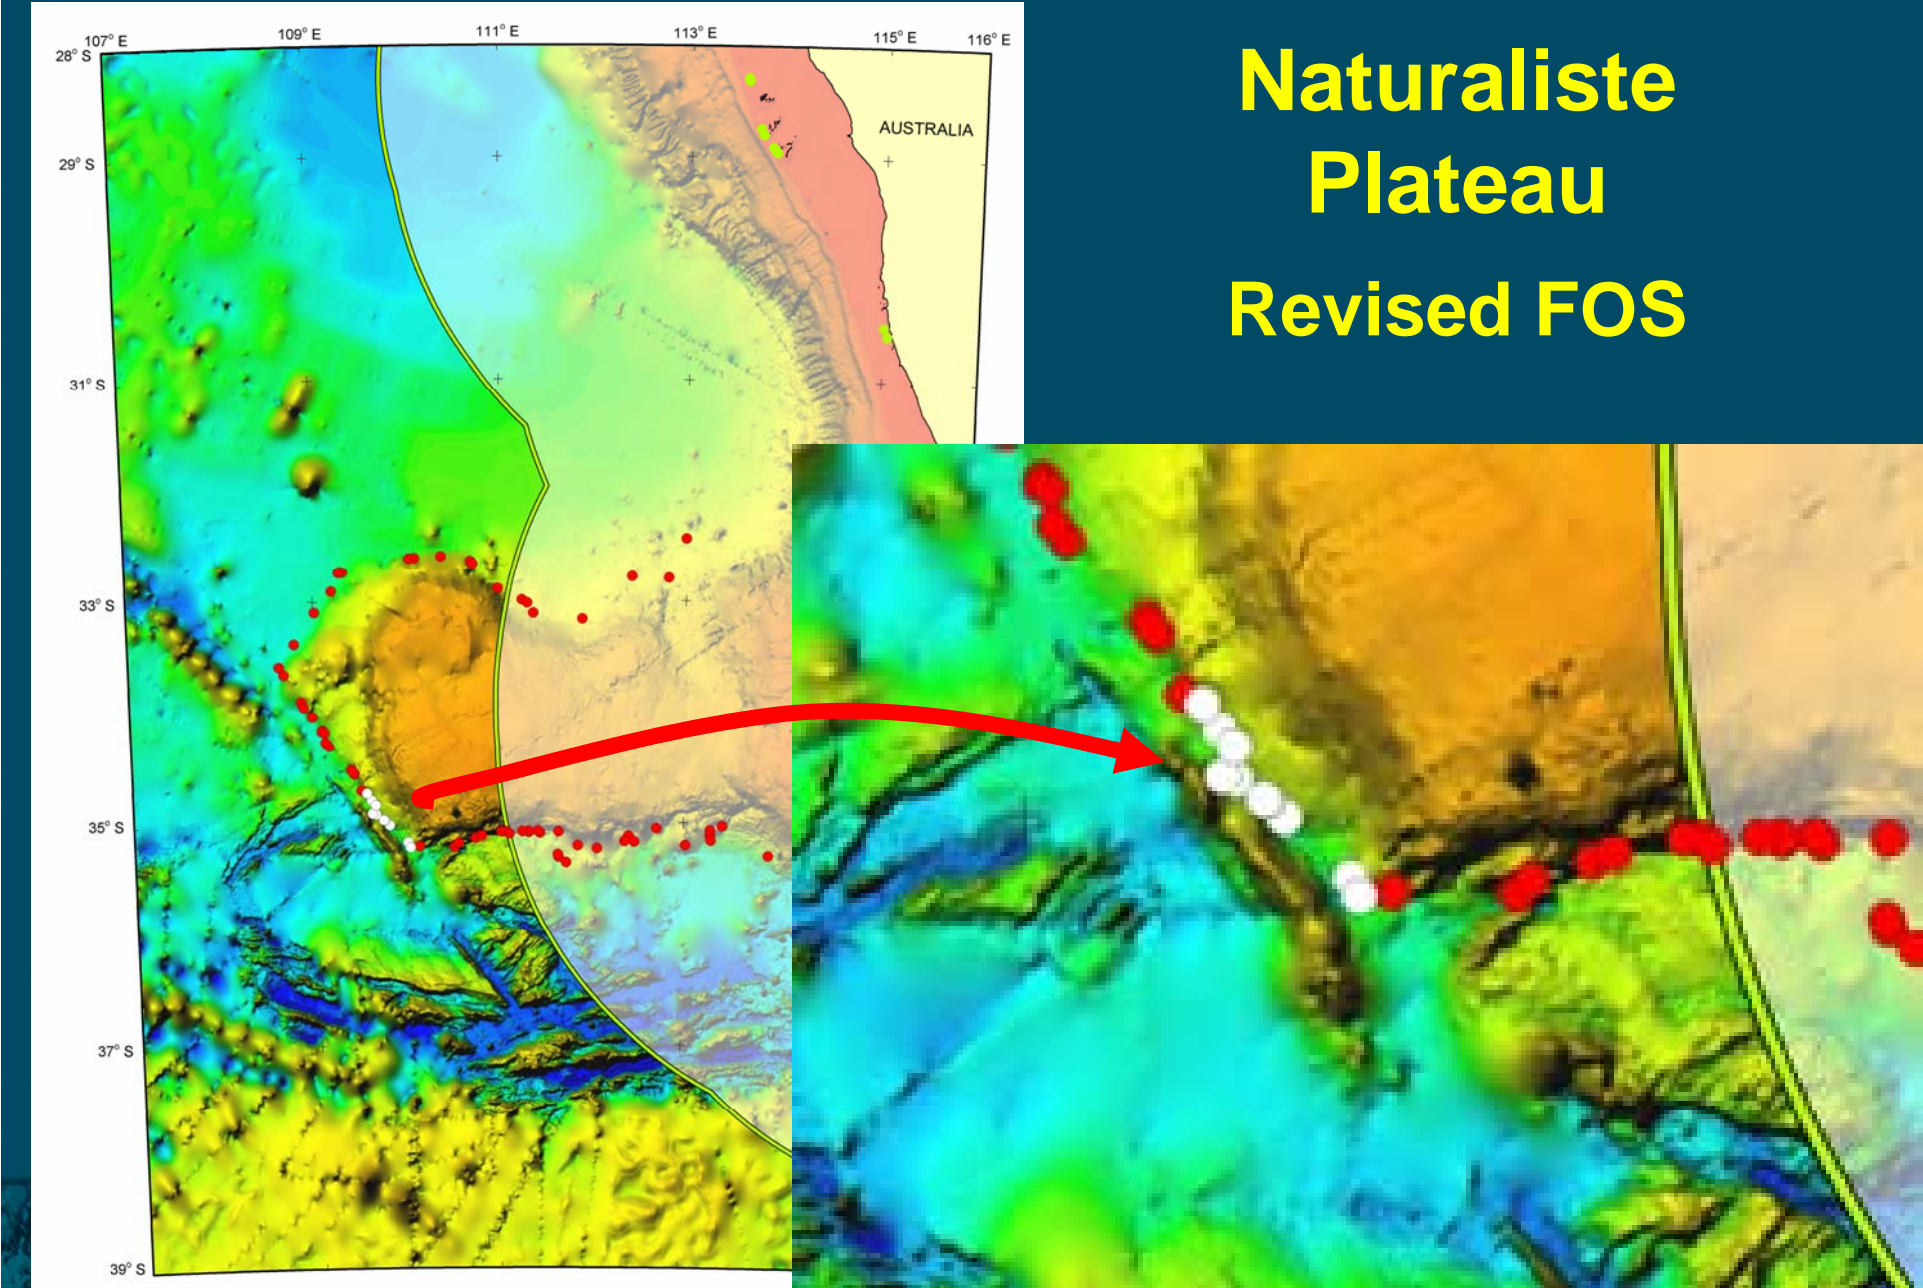 Naturaliste
Plateau
Revised FOS
107° E
109° E
111° E
113° E
115° E
116° E
28° S
29° S
31° S
33° S
35° S
37° S
39° S
AUSTRALIA